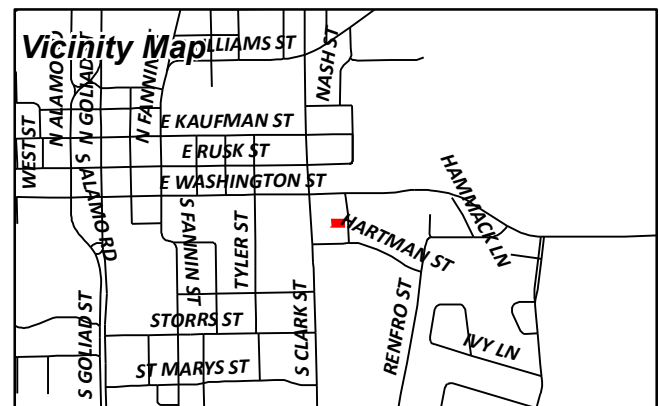 Vicinity Map
WILLIAMS ST
NASH ST
N ALAMO
N GOLIAD ST
N FANNIN
WEST ST
E KAUFMAN ST
E RUSK ST
E WASHINGTON ST
S ALAMO RD
S FANNIN ST
TYLER ST
HARTMAN ST
HAMMACK LN
S GOLIAD ST
STORRS ST
S CLARK ST
RENFRO ST
IVY LN
ST MARYS ST